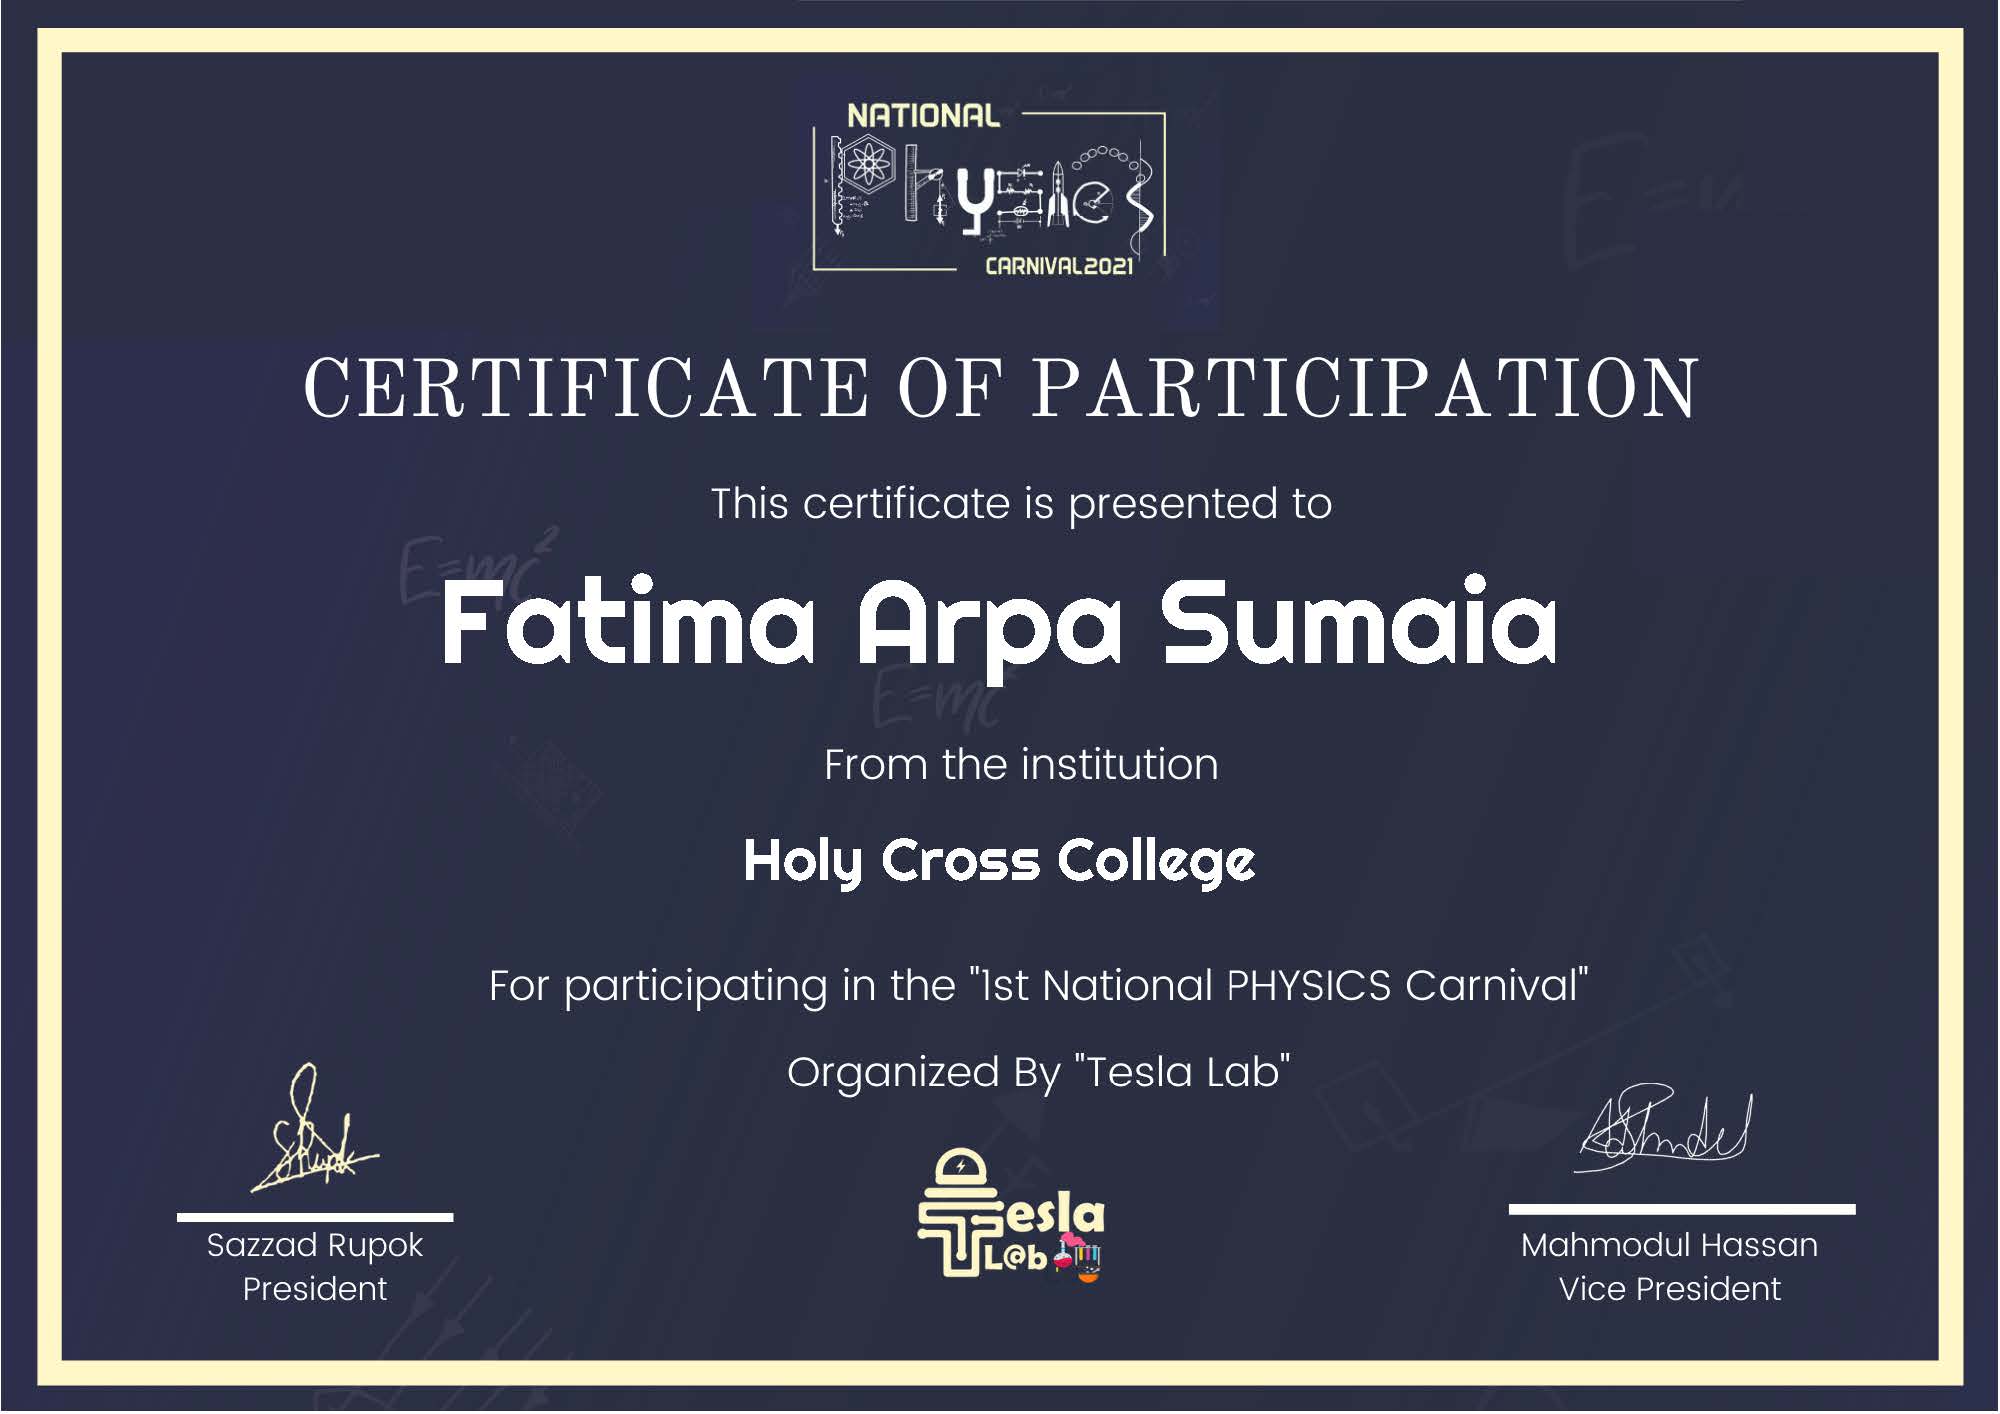 NATIONAL
Physics
CARNIVAL2021
CERTIFICATE OF PARTICIPATION
This certificate is presented to
E=mc²
Fatima Arpa Sumaia
E=mc²
From the institution
Holy Cross College
For participating in the "1st National PHYSICS Carnival"
Organized By "Tesla Lab"
Tesla
L@b
Sazzad Rupok
President
Mahmodul Hassan
Vice President